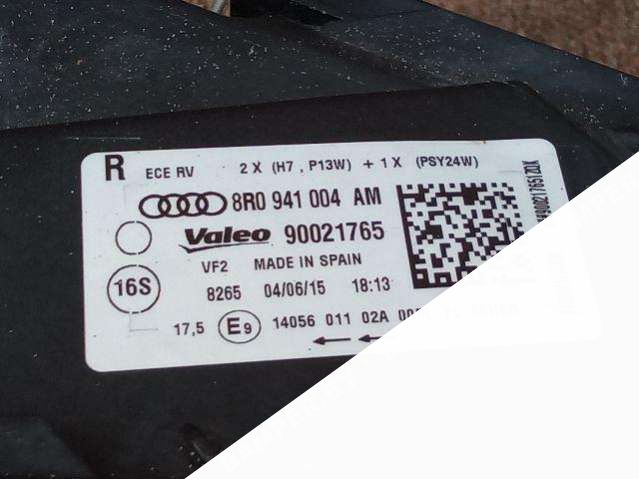 R ECE RV 2 X (H7 , P13W) + 1 X (PSY24W)
8R0 941 004 AM
Valeo 90021765
VF2 MADE IN SPAIN
16S
8265 04/06/15 18:13
17,5 E9 14056 011 02A